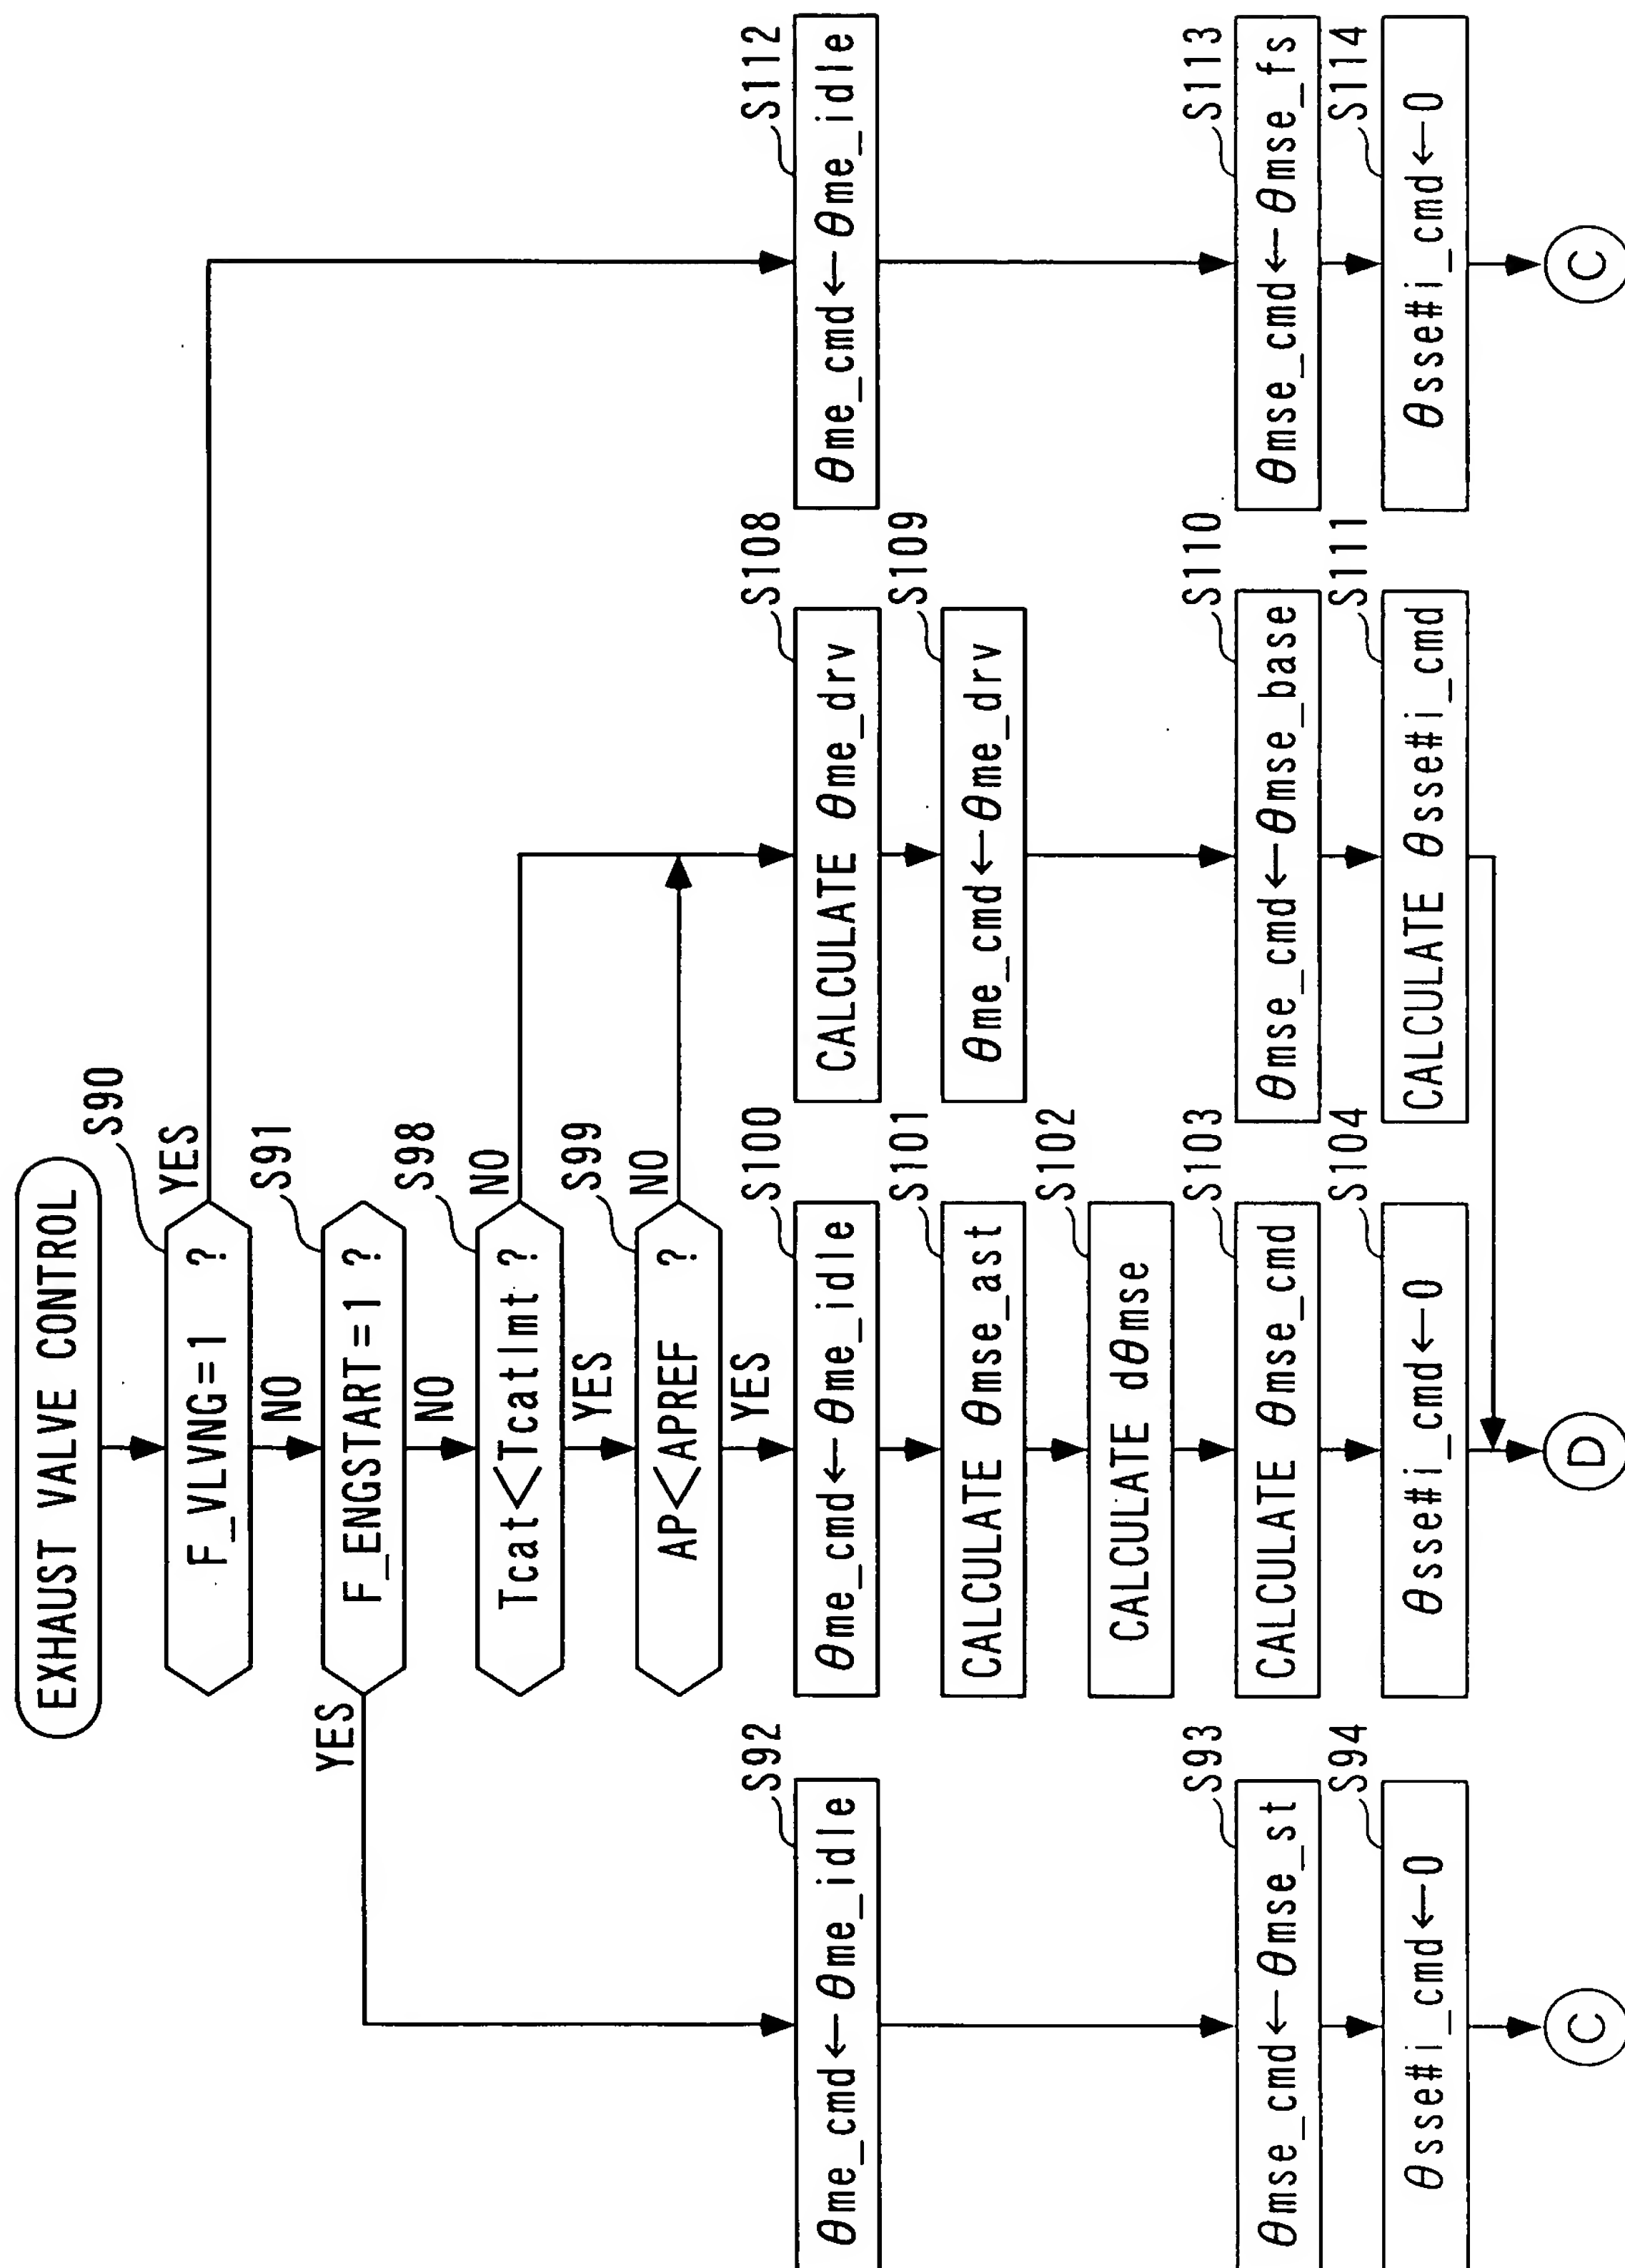 EXHAUST VALVE CONTROL
S90
F_VLVNG=1 ?
YES
NO
S91
F_ENGSTART=1 ?
YES
NO
S98
Tcat<Tcatlmt ?
NO
YES
S99
AP<APREF ?
NO
YES
S92
θme_cmd←θme_idle
S93
θmse_cmd←θmse_st
S94
θsse#i_cmd←0
C
S100
θme_cmd←θme_idle
S101
CALCULATE θmse_ast
S102
CALCULATE dθmse
S103
CALCULATE θmse_cmd
S104
θsse#i_cmd←0
D
S108
CALCULATE θme_drv
S109
θme_cmd←θme_drv
S110
θmse_cmd←θmse_base
S111
CALCULATE θsse#i_cmd
S112
θme_cmd←θme_idle
S113
θmse_cmd←θmse_fs
S114
θsse#i_cmd←0
C